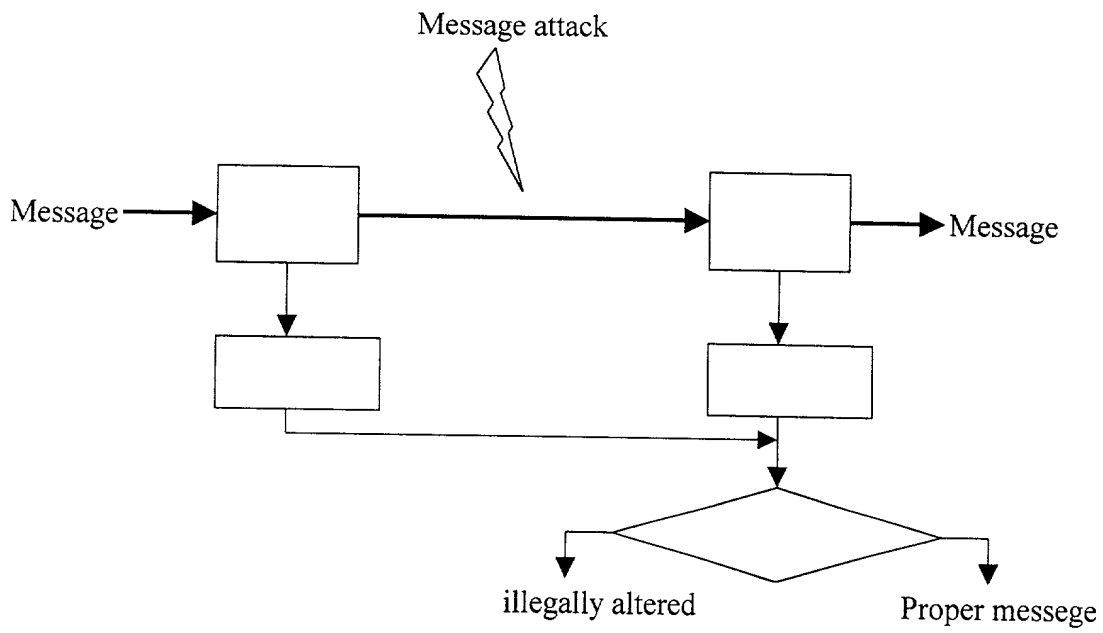 Message attack
Message
Message
illegally altered
Proper messege